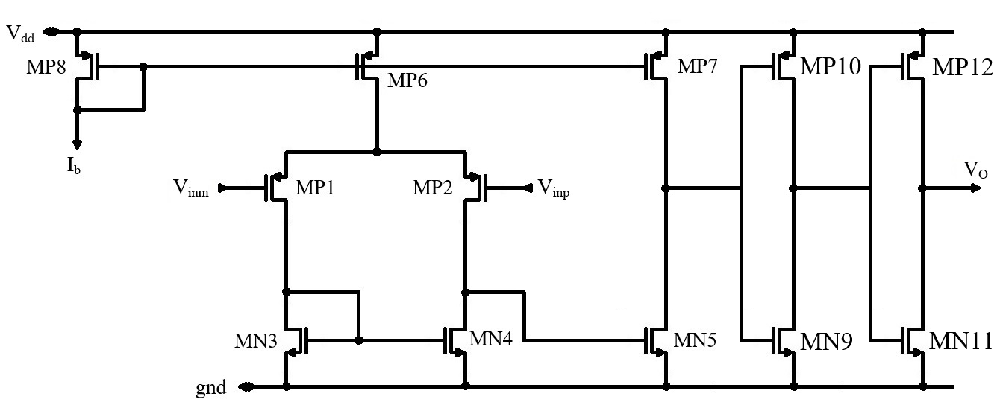 Vdd
MP8
MP6
MP7
MP10
MP12
Ib
Vinm
MP1
MP2
Vinp
VO
MN3
MN4
MN5
MN9
MN11
gnd